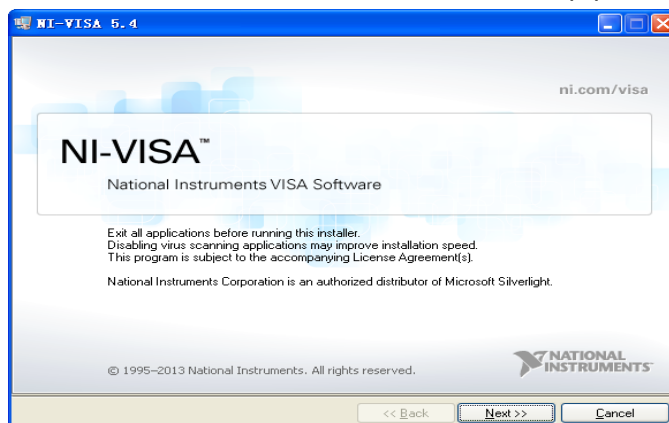 NI-VISA 5.4
ni.com/visa
NI-VISA™
National Instruments VISA Software
Exit all applications before running this installer.
Disabling virus scanning applications may improve installation speed.
This program is subject to the accompanying License Agreement(s).
National Instruments Corporation is an authorized distributor of Microsoft Silverlight.
© 1995–2013 National Instruments. All rights reserved.
NATIONAL
INSTRUMENTS™
<< Back
Next >>
Cancel